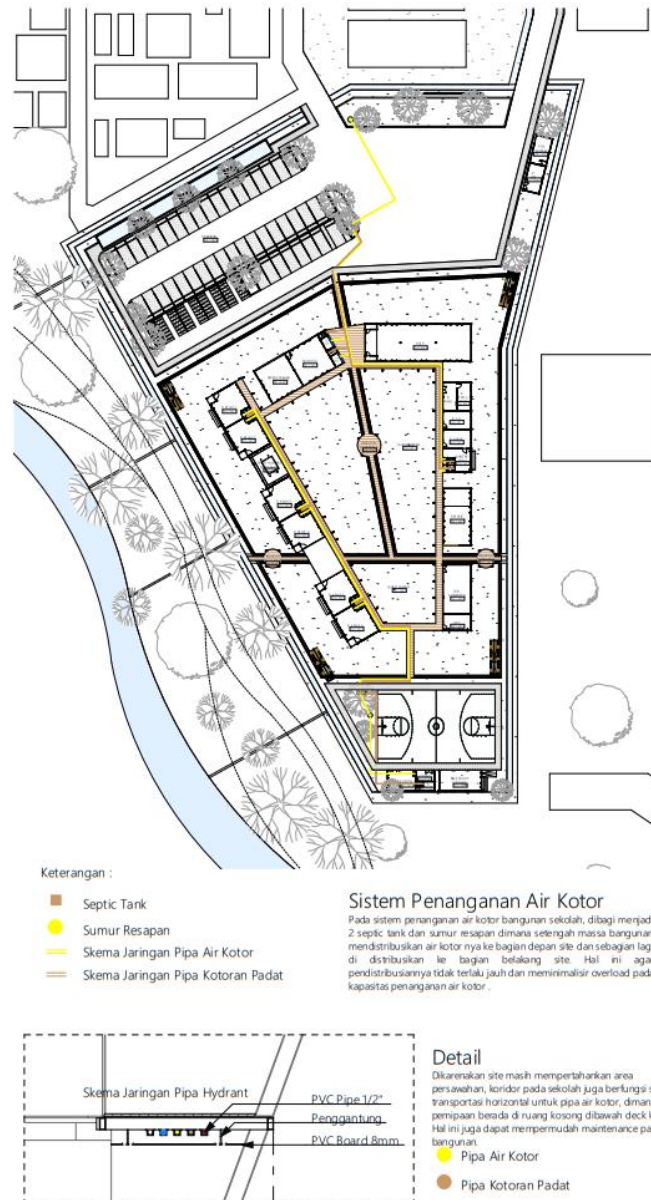 Keterangan :
Septic Tank
Sumur Resapan
Skema Jaringan Pipa Air Kotor
Skema Jaringan Pipa Kotoran Padat
Sistem Penanganan Air Kotor
Pada sistem penanganan air kotor bangunan sekolah, dibagi menjad
2 septic tank dan sumur resapan dimana setengah massa bangunan
mendistribusikan air kotor nya ke bagian depan site dan sebagian lag
di distribusikan ke bagian belakang site. Hal ini aga
pendistribusiannya tidak terlalu jauh dan meminimalisir overload pada
kapasitas penanganan air kotor .
Skema Jaringan Pipa Hydrant
PVC Pipe 1/2"
Penggantung
PVC Board 8mm
Detail
Dikarenakan site masih mempertahankan area
persawahan, koridor pada sekolah juga berfungsi s
transportasi horizontal untuk pipa air kotor, diman
pemipaan berada di ruang kosong dibawah deck k
Hal ini juga dapat mempermudah maintenance pa
bangunan.
Pipa Air Kotor
Pipa Kotoran Padat